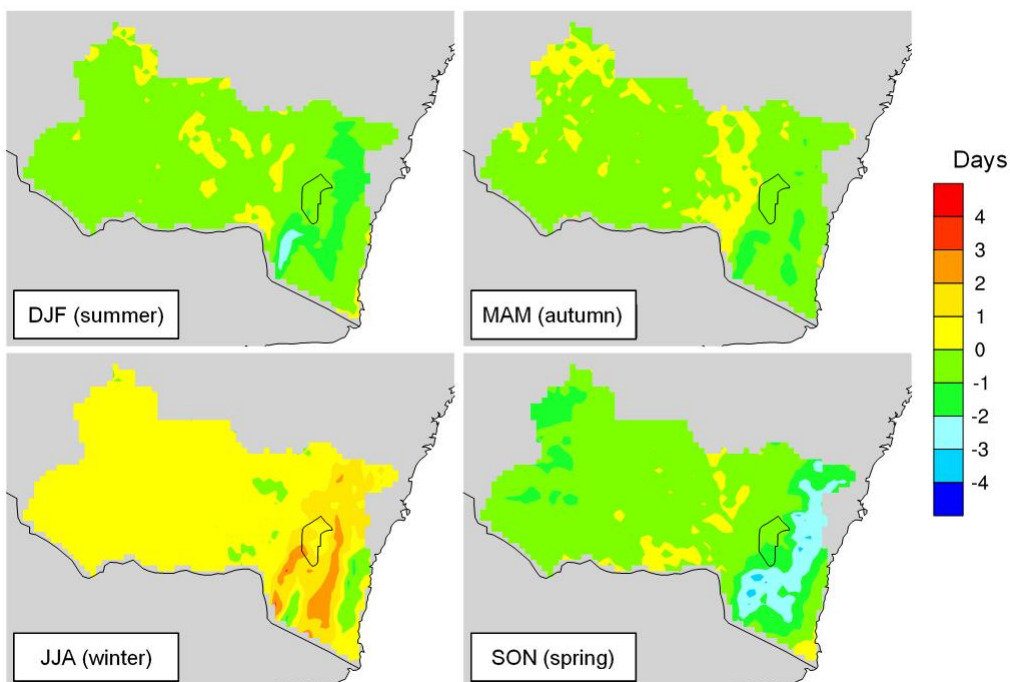 DJF (summer)
MAM (autumn)
Days
4
3
2
1
0
-1
-2
-3
-4
JJA (winter)
SON (spring)